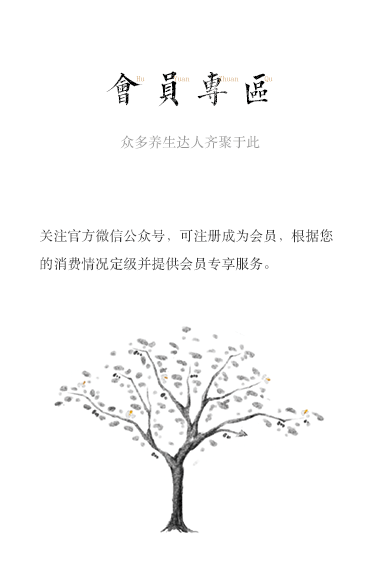 會員專區
Hu Yuan Zhuan Qu
众多养生达人齐聚于此
关注官方微信公众号，可注册成为会员，根据您
的消费情况定级并提供会员专享服务。